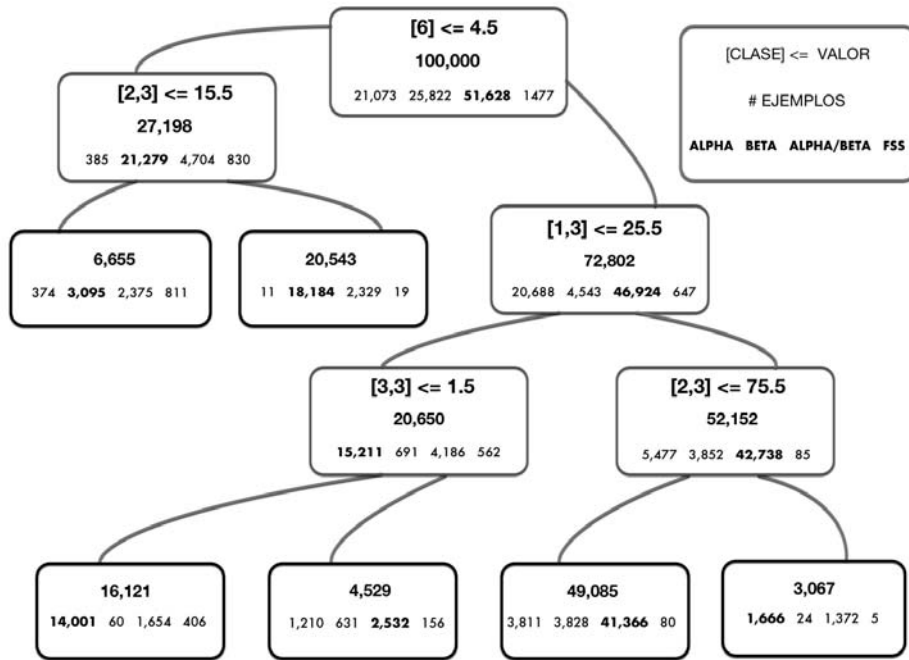 [6] <= 4.5
100,000
21,073 25,822 51,628 1477
[CLASE] <= VALOR
# EJEMPLOS
ALPHA BETA ALPHA/BETA FSS
[2,3] <= 15.5
27,198
385 21,279 4,704 830
6,655
374 3,095 2,375 811
20,543
11 18,184 2,329 19
[1,3] <= 25.5
72,802
20,688 4,543 46,924 647
[3,3] <= 1.5
20,650
15,211 691 4,186 562
[2,3] <= 75.5
52,152
5,477 3,852 42,738 85
16,121
14,001 60 1,654 406
4,529
1,210 631 2,532 156
49,085
3,811 3,828 41,366 80
3,067
1,666 24 1,372 5